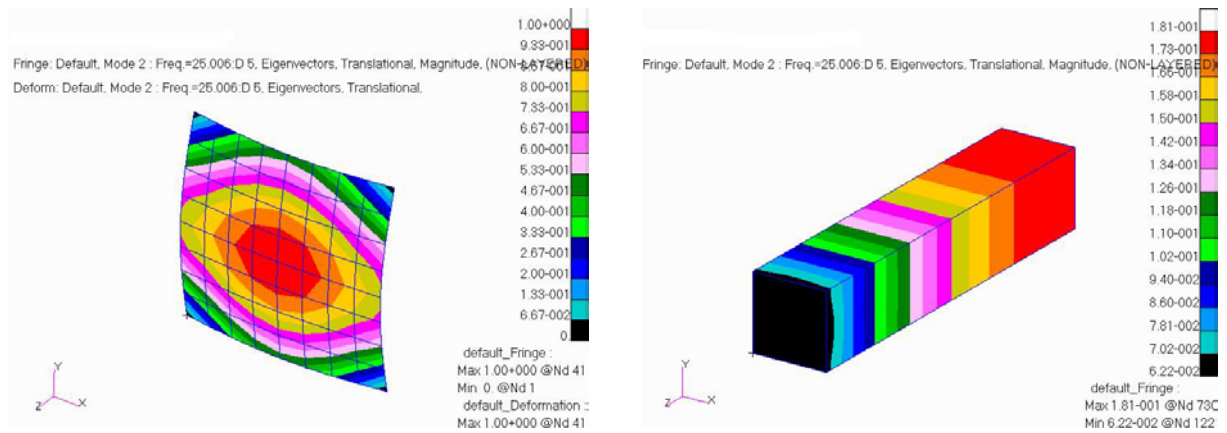 1.00+000
9.33-001
Fringe: Default, Mode 2 : Freq.=25.006:D 5, Eigenvectors, Translational, Magnitude, (NON-LAYERED)
8.67-001
Deform: Default, Mode 2 : Freq.=25.006:D 5, Eigenvectors, Translational,
8.00-001
7.33-001
6.67-001
6.00-001
5.33-001
4.67-001
4.00-001
3.33-001
2.67-001
2.00-001
1.33-001
6.67-002
0
default_Fringe :
Max 1.00+000 @Nd 41
Min 0. @Nd 1
default_Deformation :
Max 1.00+000 @Nd 41
Y
Z
X
1.81-001
1.73-001
Fringe: Default, Mode 2 : Freq.=25.006:D 5, Eigenvectors, Translational, Magnitude, (NON-LAYERED)
1.66-001
1.58-001
1.50-001
1.42-001
1.34-001
1.26-001
1.18-001
1.10-001
1.02-001
9.40-002
8.60-002
7.81-002
7.02-002
6.22-002
default_Fringe :
Max 1.81-001 @Nd
Min 6.22-002 @Nd 122
Y
Z
X